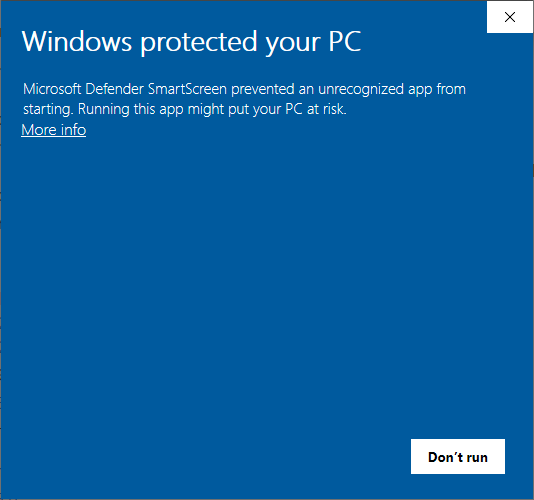 Windows protected your PC
Microsoft Defender SmartScreen prevented an unrecognized app from
starting. Running this app might put your PC at risk.
More info
Don't run